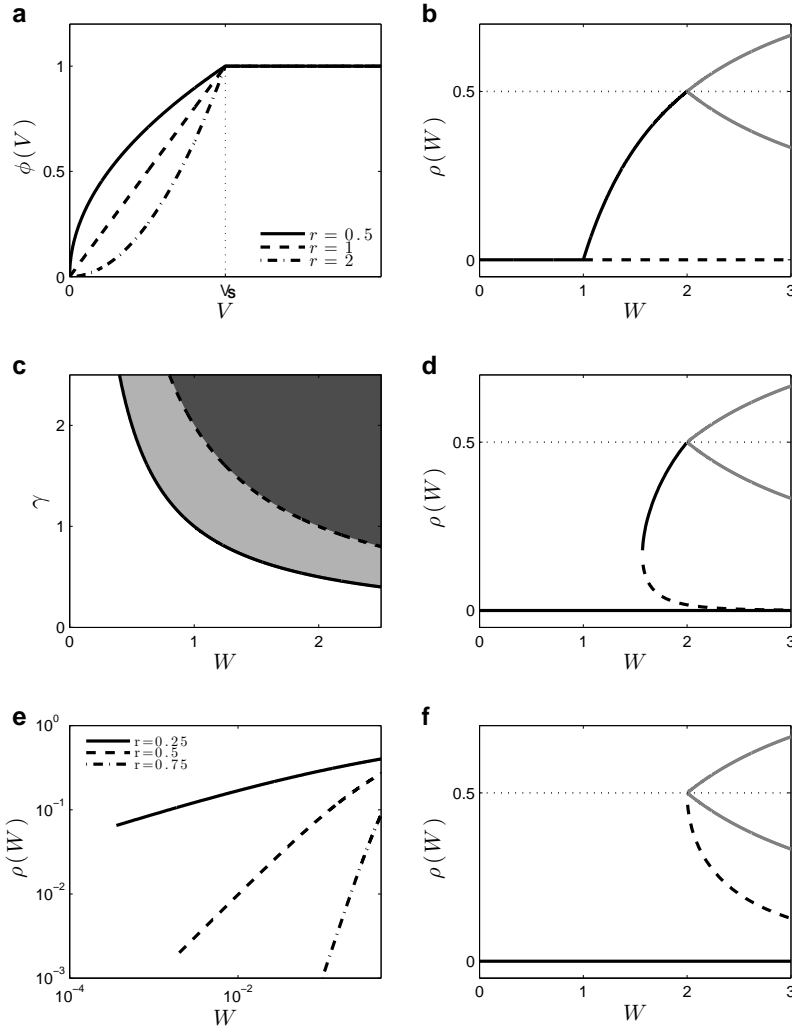 a
1
0.5
0
φ(V)
0
Vs
V
r = 0.5
r = 1
r = 2
b
0.5
0
ρ(W)
0
1
2
3
W
c
2
1
0
γ
0
1
2
W
d
0.5
0
ρ(W)
0
1
2
3
W
e
10^0
10^-1
10^-2
10^-3
ρ(W)
10^-4
10^-2
W
r=0.25
r=0.5
r=0.75
f
0.5
0
ρ(W)
0
1
2
3
W